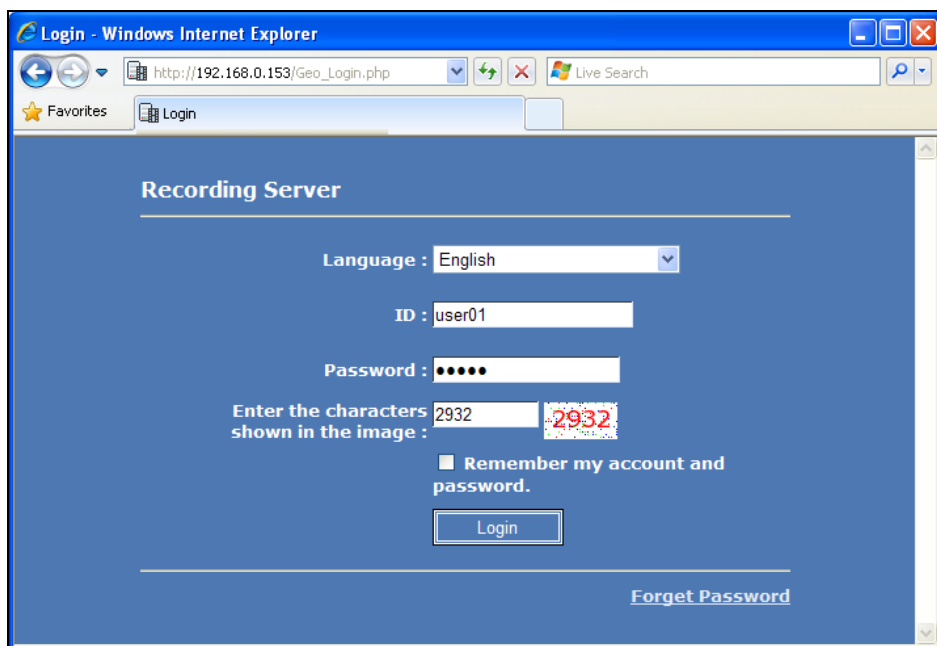 Login - Windows Internet Explorer
http://192.168.0.153/Geo_Login.php
Live Search
Favorites
Login
Recording Server
Language : English
ID : user01
Password : •••••
Enter the characters
shown in the image : 2932 2932
Remember my account and
password.
Login
Forget Password